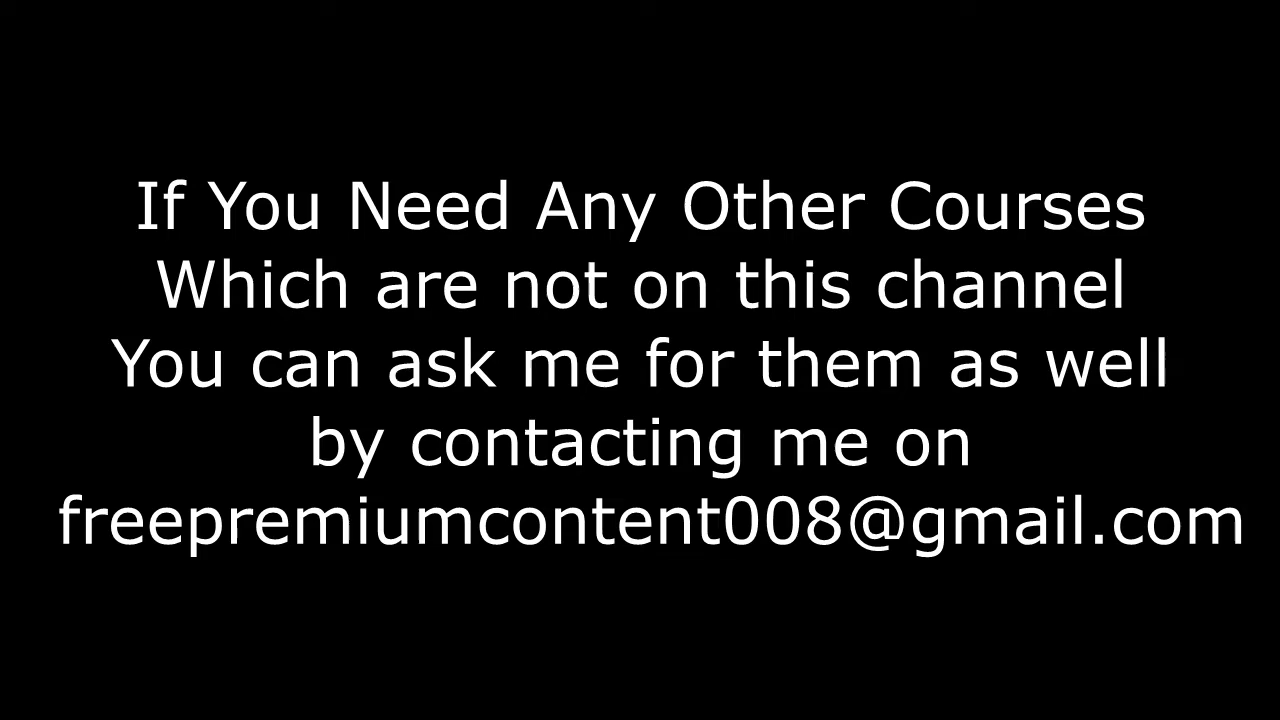 If You Need Any Other Courses
Which are not on this channel
You can ask me for them as well
by contacting me on
freepremiumcontent008@gmail.com